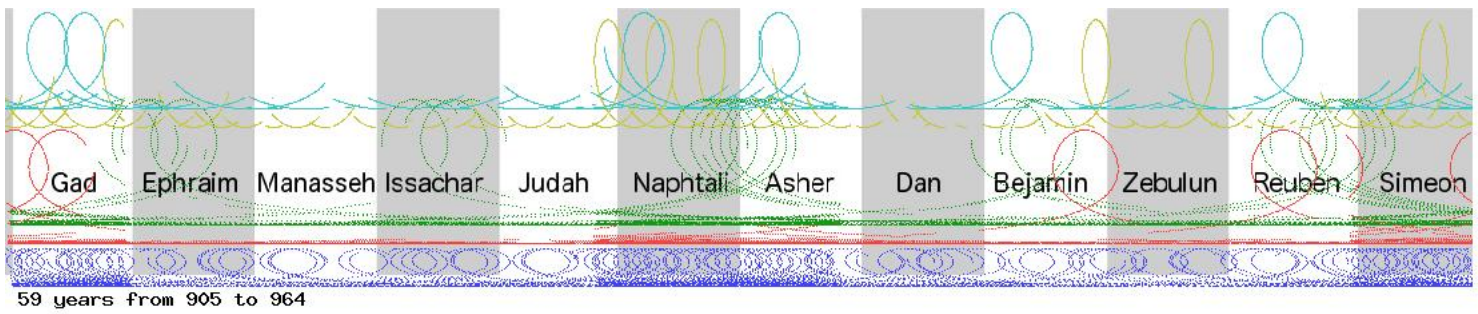 Gad Ephraim Manasseh Issachar Judah Naphtali Asher Dan Bejamin Zebulun Reuben Simeon
59 years from 905 to 964